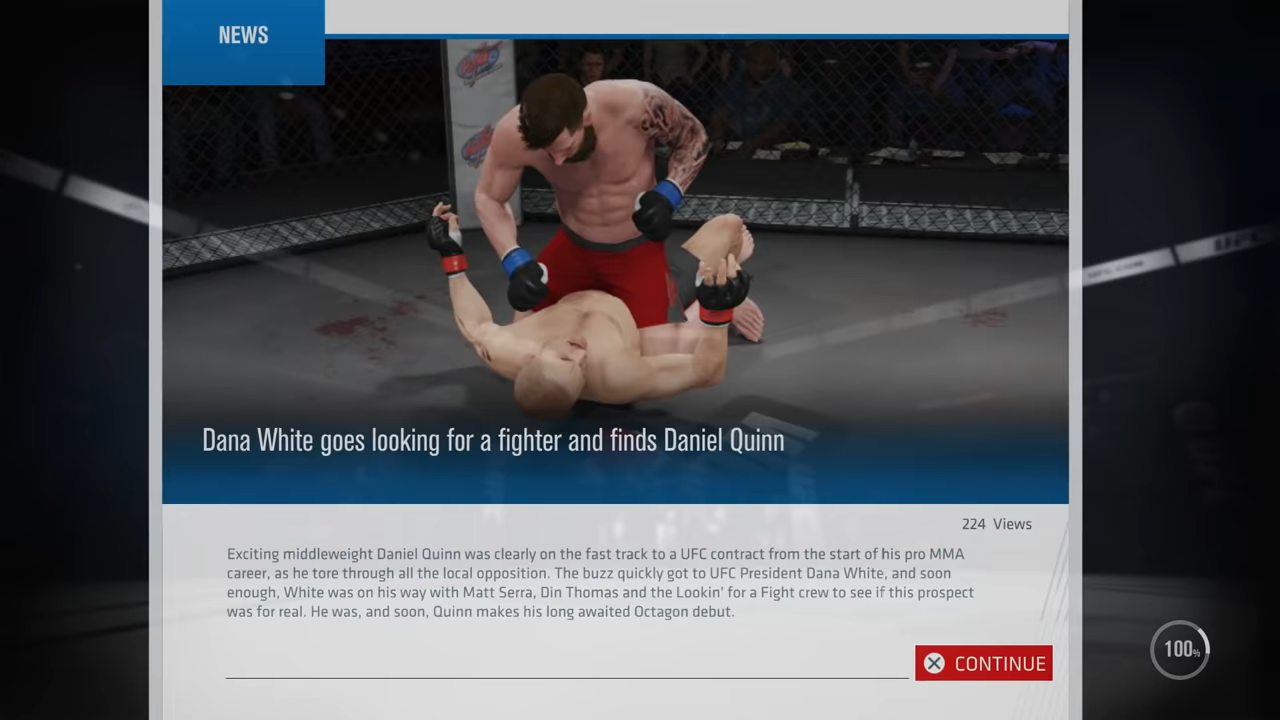 NEWS
Dana White goes looking for a fighter and finds Daniel Quinn
224 Views
Exciting middleweight Daniel Quinn was clearly on the fast track to a UFC contract from the start of his pro MMA
career, as he tore through all the local opposition. The buzz quickly got to UFC President Dana White, and soon
enough, White was on his way with Matt Serra, Din Thomas and the Lookin' for a Fight crew to see if this prospect
was for real. He was, and soon, Quinn makes his long awaited Octagon debut.
CONTINUE
100%